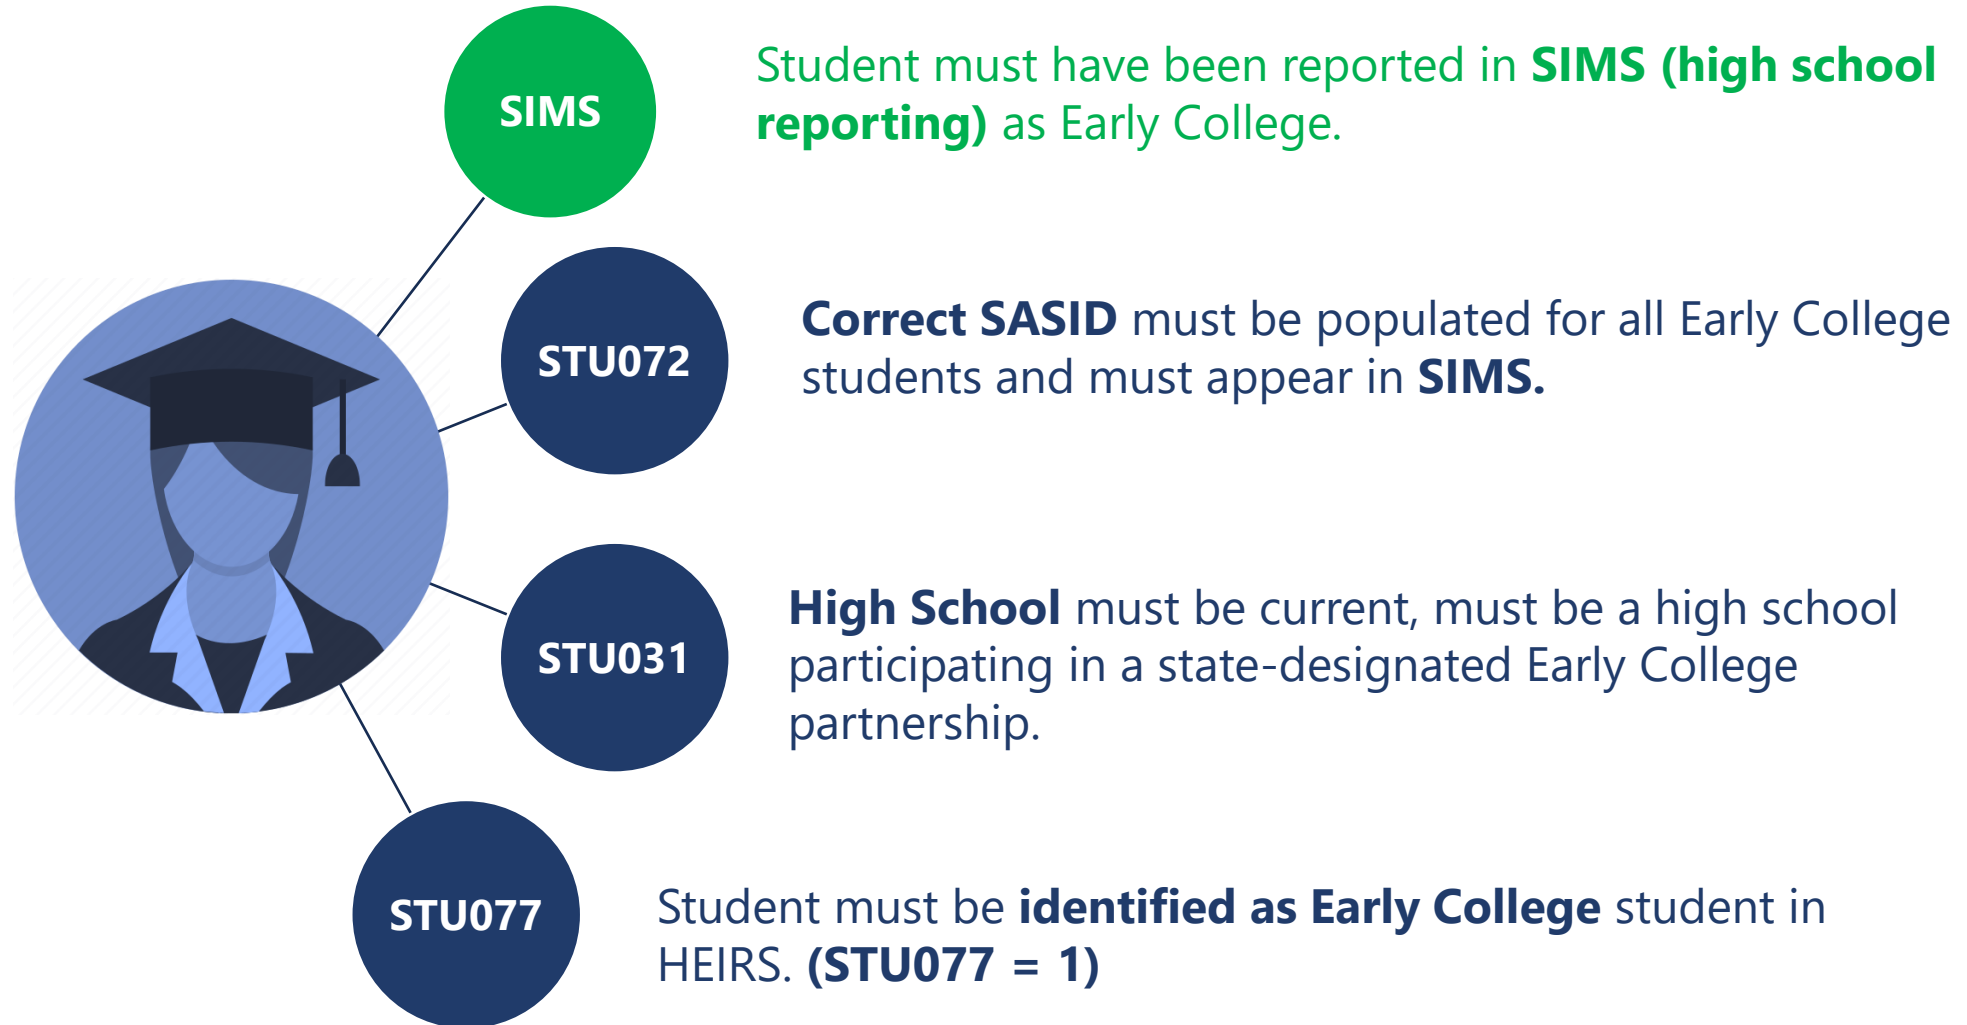 SIMS
Student must have been reported in SIMS (high school
reporting) as Early College.
STU072
Correct SASID must be populated for all Early College
students and must appear in SIMS.
STU031
High School must be current, must be a high school
participating in a state-designated Early College
partnership.
STU077
Student must be identified as Early College student in
HEIRS. (STU077 = 1)